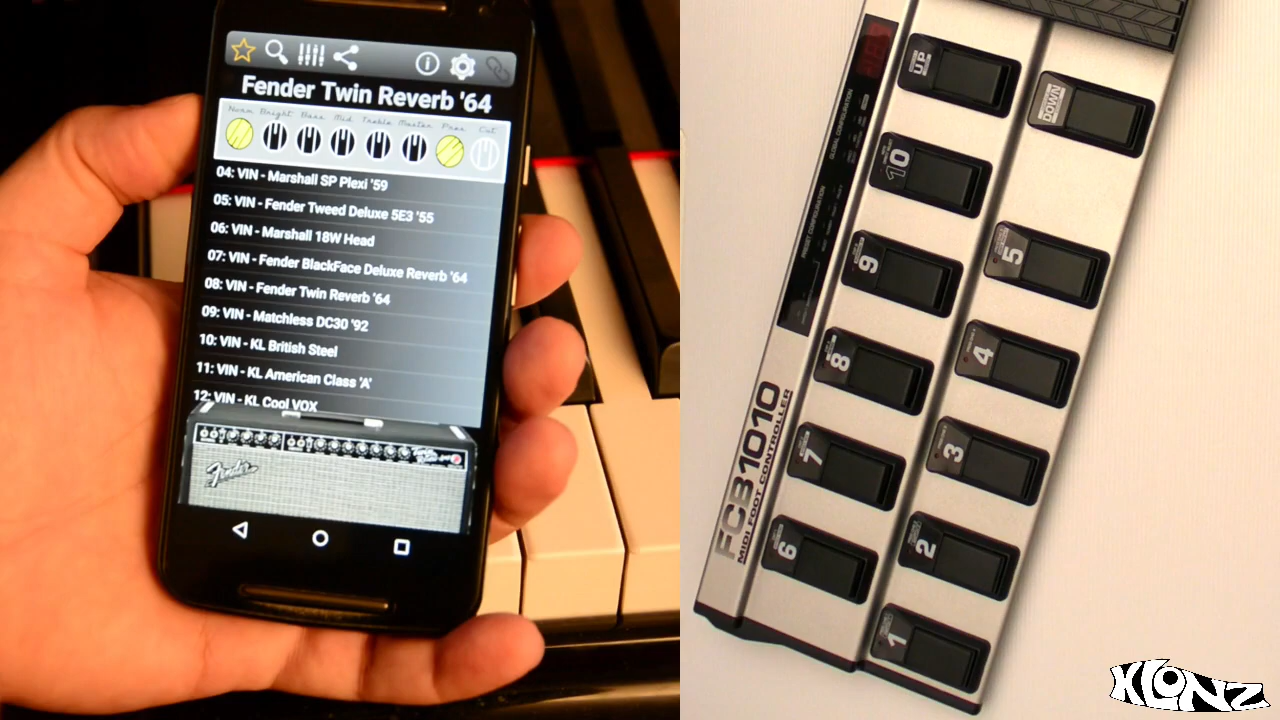 Fender Twin Reverb '64
Norm Bright Bass Mid Treble Master Pres Cut
04: VIN - Marshall SP Plexi '59
05: VIN - Fender Tweed Deluxe 5E3 '55
06: VIN - Marshall 18W Head
07: VIN - Fender BlackFace Deluxe Reverb '64
08: VIN - Fender Twin Reverb '64
09: VIN - Matchless DC30 '92
10: VIN - KL British Steel
11: VIN - KL American Class 'A'
12: VIN - KL Cool VOX
Fender
UP
DOWN
10
9
5
8
4
7
3
6
2
1
GLOBAL CONFIGURATION
PRESET CONFIGURATION
FCB1010
MIDI FOOT CONTROLLER
KLONZ